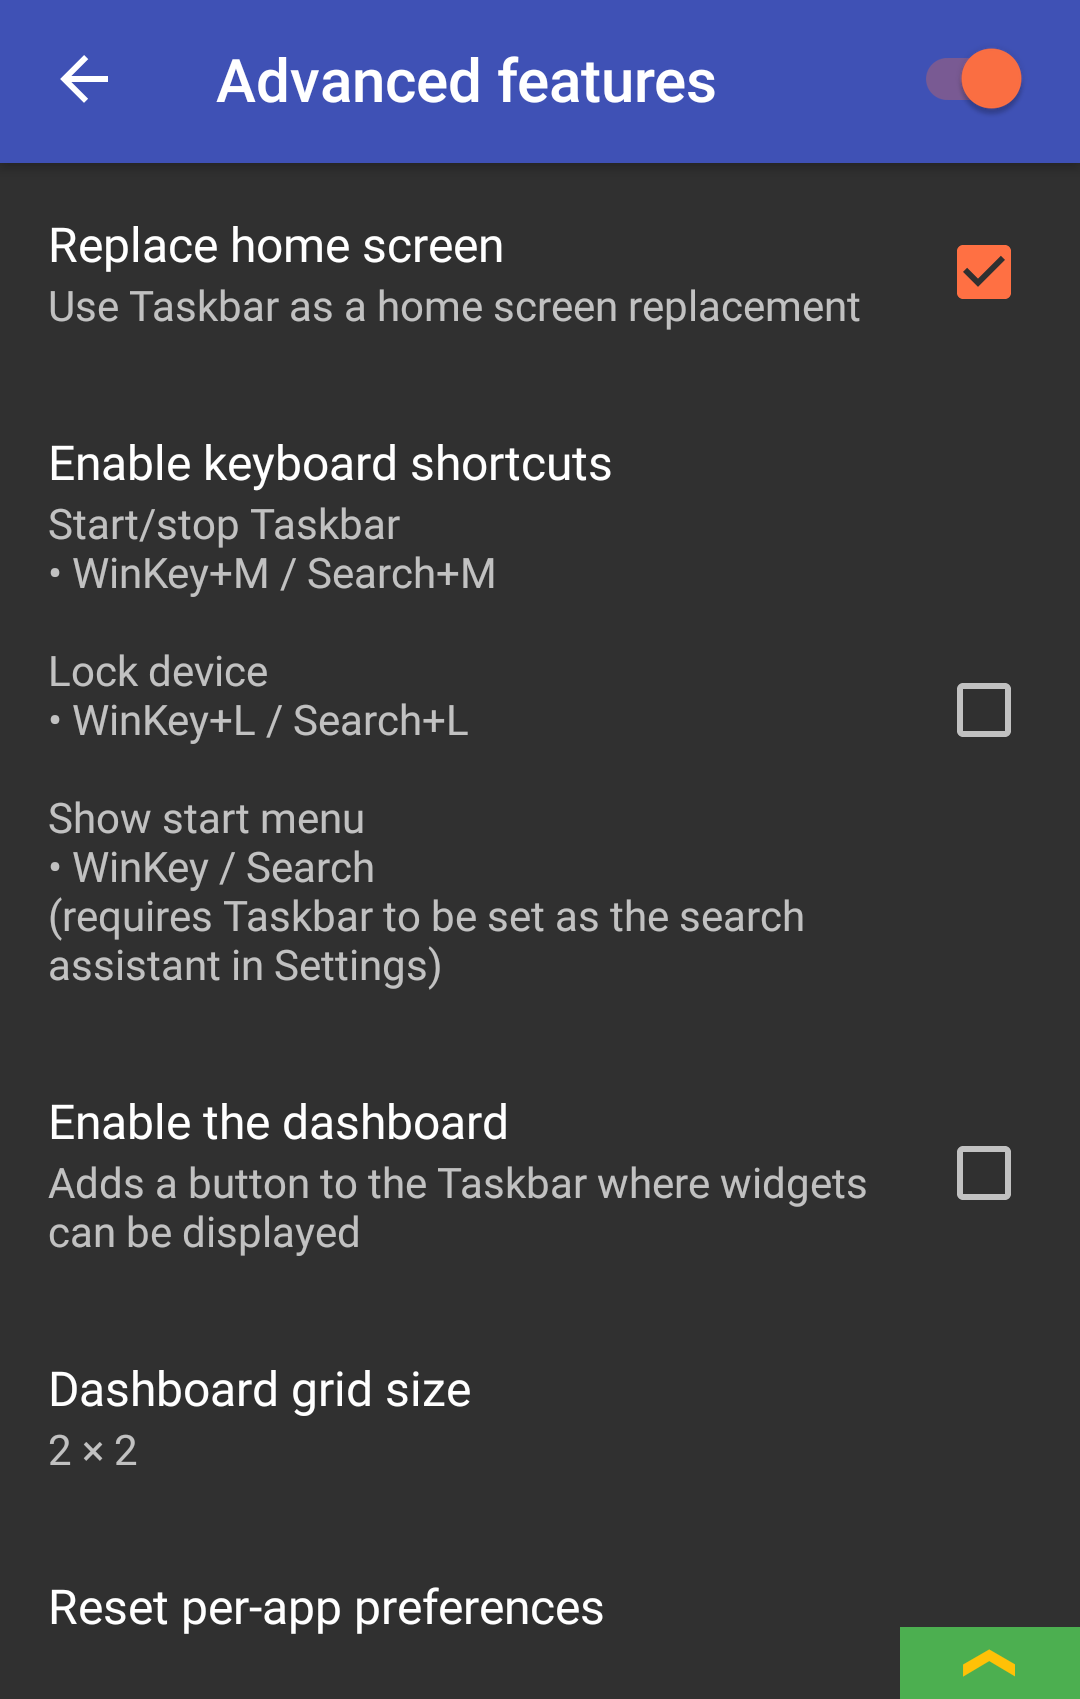 Advanced features
Replace home screen
Use Taskbar as a home screen replacement
Enable keyboard shortcuts
Start/stop Taskbar
• WinKey+M / Search+M
Lock device
• WinKey+L / Search+L
Show start menu
• WinKey / Search
(requires Taskbar to be set as the search
assistant in Settings)
Enable the dashboard
Adds a button to the Taskbar where widgets
can be displayed
Dashboard grid size
2 × 2
Reset per-app preferences